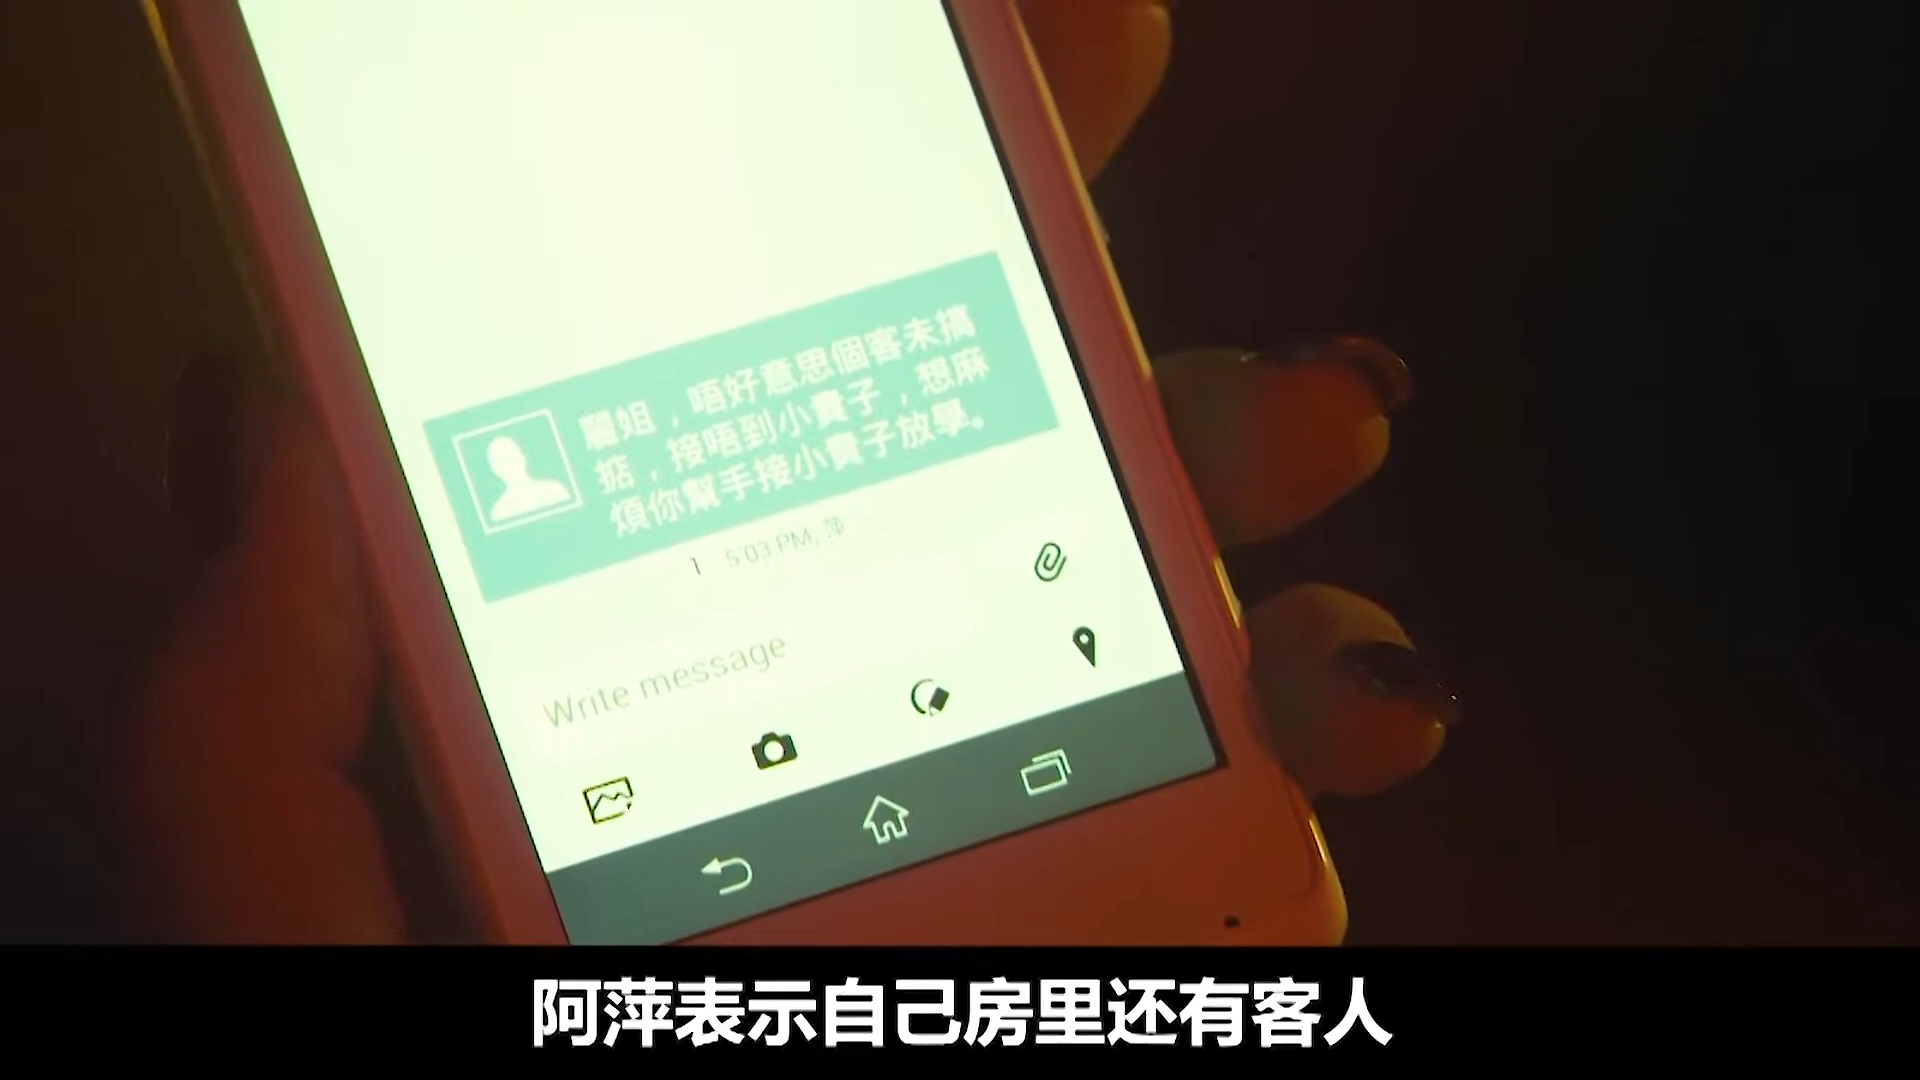 麗姐，唔好意思個客未搞
掂，接唔到小貴子，想麻
煩你幫手接小貴子放學。
1 5:03 PM, 萍
Write message
阿萍表示自己房里还有客人